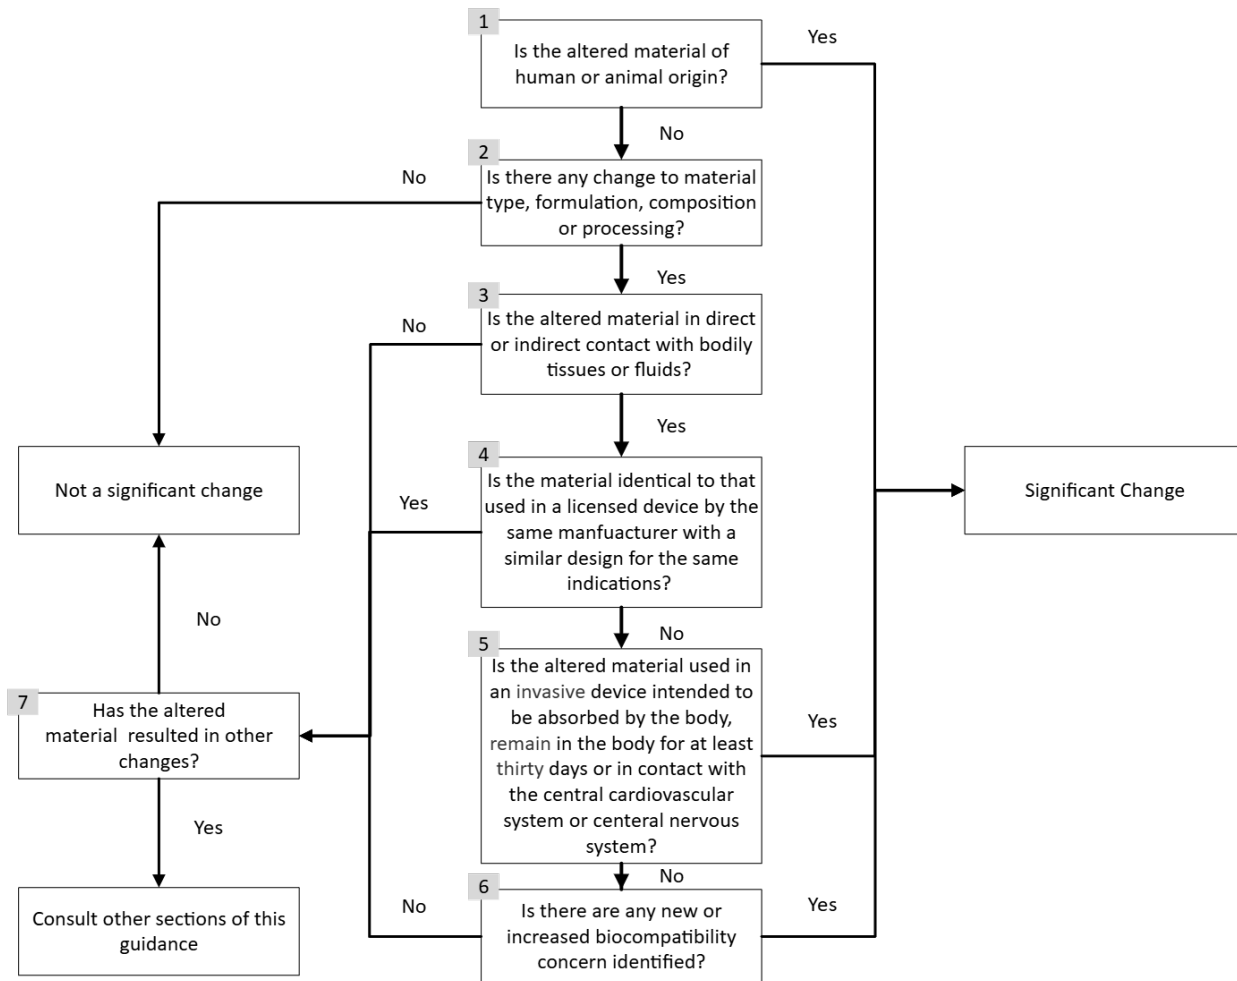 1
Is the altered material of
human or animal origin?
Yes
No
2
Is there any change to material
type, formulation, composition
or processing?
No
Yes
3
Is the altered material in direct
or indirect contact with bodily
tissues or fluids?
No
Yes
4
Is the material identical to that
used in a licensed device by the
same manfuacturer with a
similar design for the same
indications?
Yes
No
Not a significant change
Significant Change
5
Is the altered material used in
an invasive device intended to
be absorbed by the body,
remain in the body for at least
thirty days or in contact with
the central cardiovascular
system or centeral nervous
system?
Yes
No
6
Is there are any new or
increased biocompatibility
concern identified?
No
Yes
7
Has the altered
material resulted in other
changes?
No
Yes
Consult other sections of this
guidance